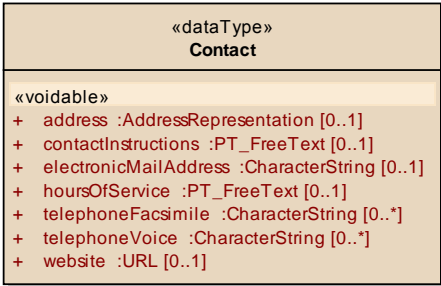 «dataType»
Contact
«voidable»
+ address :AddressRepresentation [0..1]
+ contactInstructions :PT_FreeText [0..1]
+ electronicMailAddress :CharacterString [0..1]
+ hoursOfService :PT_FreeText [0..1]
+ telephoneFacsimile :CharacterString [0..*]
+ telephoneVoice :CharacterString [0..*]
+ website :URL [0..1]